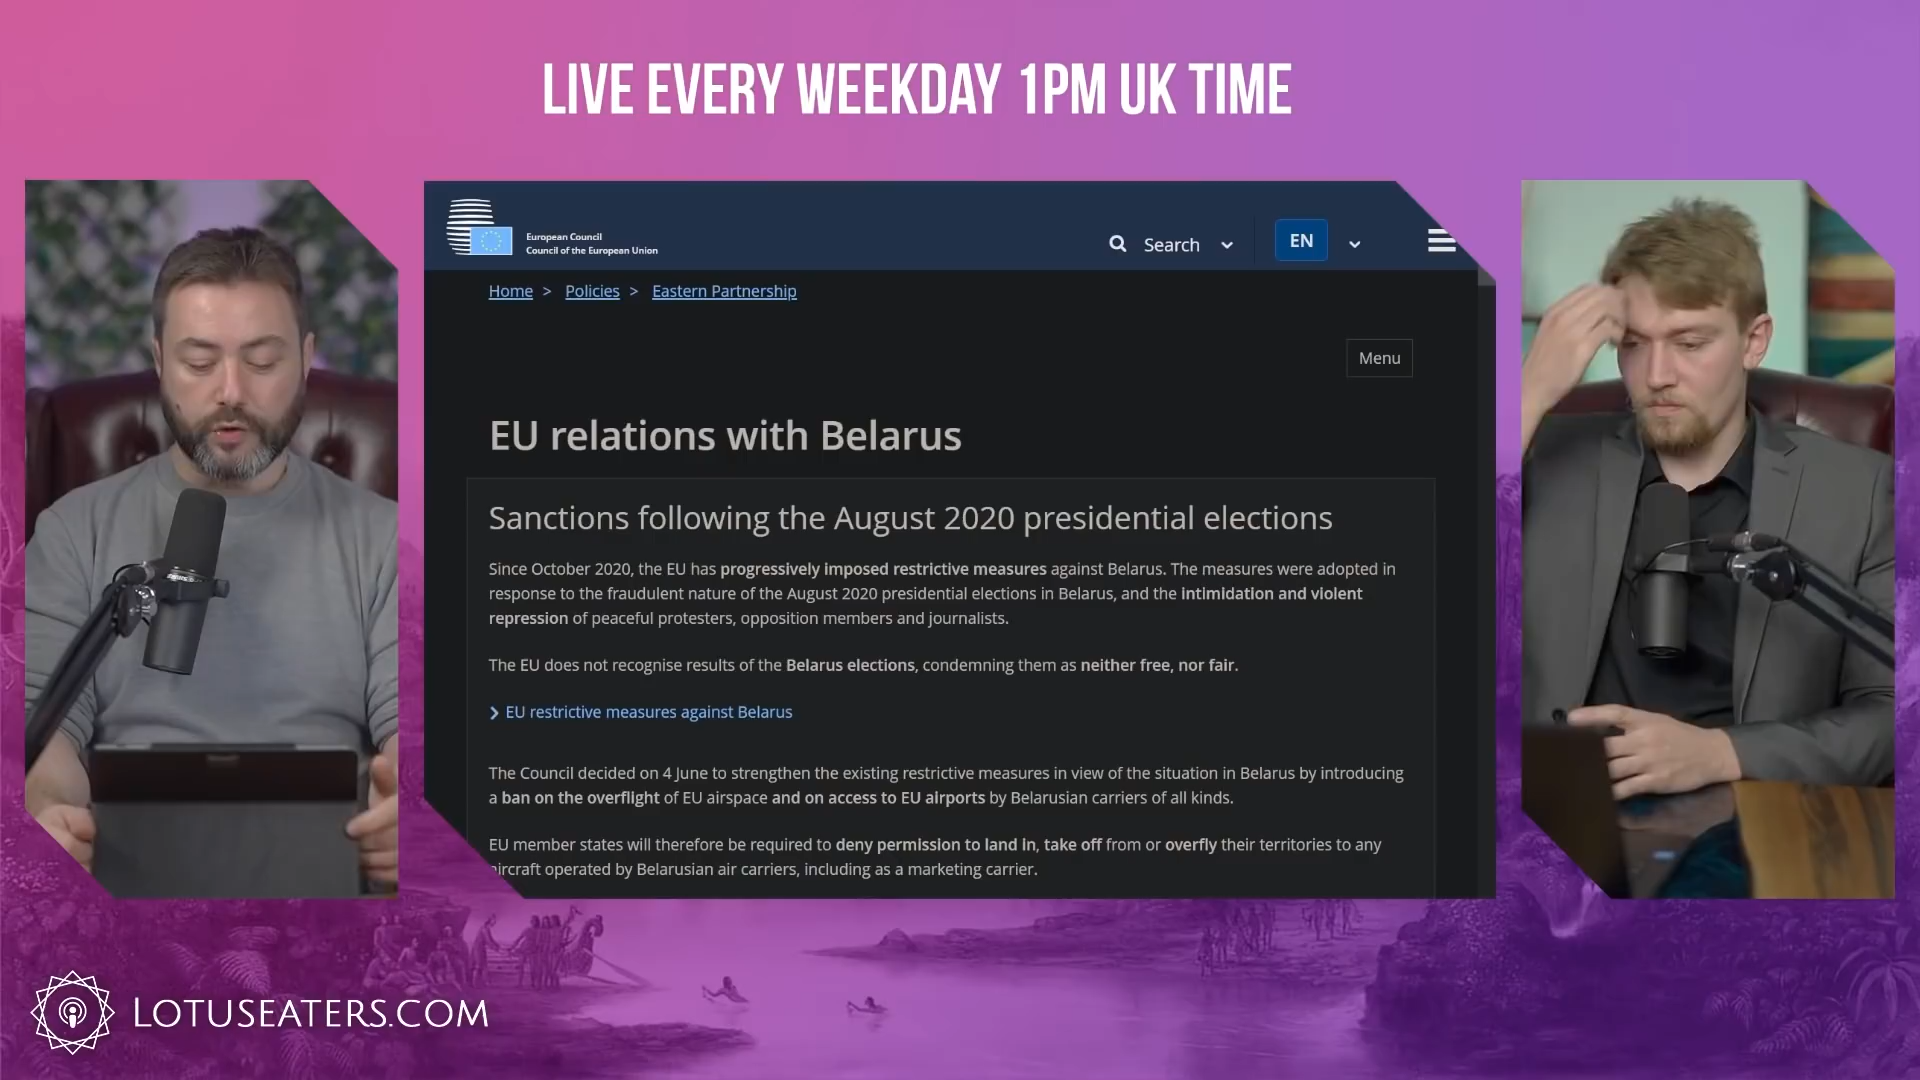 LIVE EVERY WEEKDAY 1PM UK TIME
European Council
Council of the European Union
Search
EN
Home > Policies > Eastern Partnership
Menu
EU relations with Belarus
Sanctions following the August 2020 presidential elections
Since October 2020, the EU has progressively imposed restrictive measures against Belarus. The measures were adopted in
response to the fraudulent nature of the August 2020 presidential elections in Belarus, and the intimidation and violent
repression of peaceful protesters, opposition members and journalists.
The EU does not recognise results of the Belarus elections, condemning them as neither free, nor fair.
EU restrictive measures against Belarus
The Council decided on 4 June to strengthen the existing restrictive measures in view of the situation in Belarus by introducing
a ban on the overflight of EU airspace and on access to EU airports by Belarusian carriers of all kinds.
EU member states will therefore be required to deny permission to land in, take off from or overfly their territories to any
aircraft operated by Belarusian air carriers, including as a marketing carrier.
LOTUSEATERS.COM